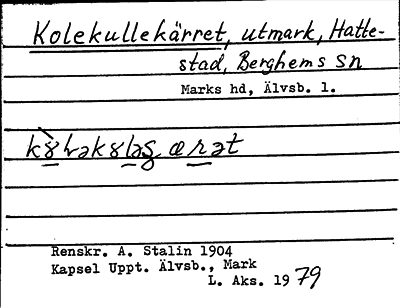 Kolekullekärret, utmark, Hatte-
stad, Berghems sn
Marks hd, Älvsb. l.
Renskr. A. Stalin 1904
Kapsel Uppt. Älvsb., Mark
L. Aks. 1979